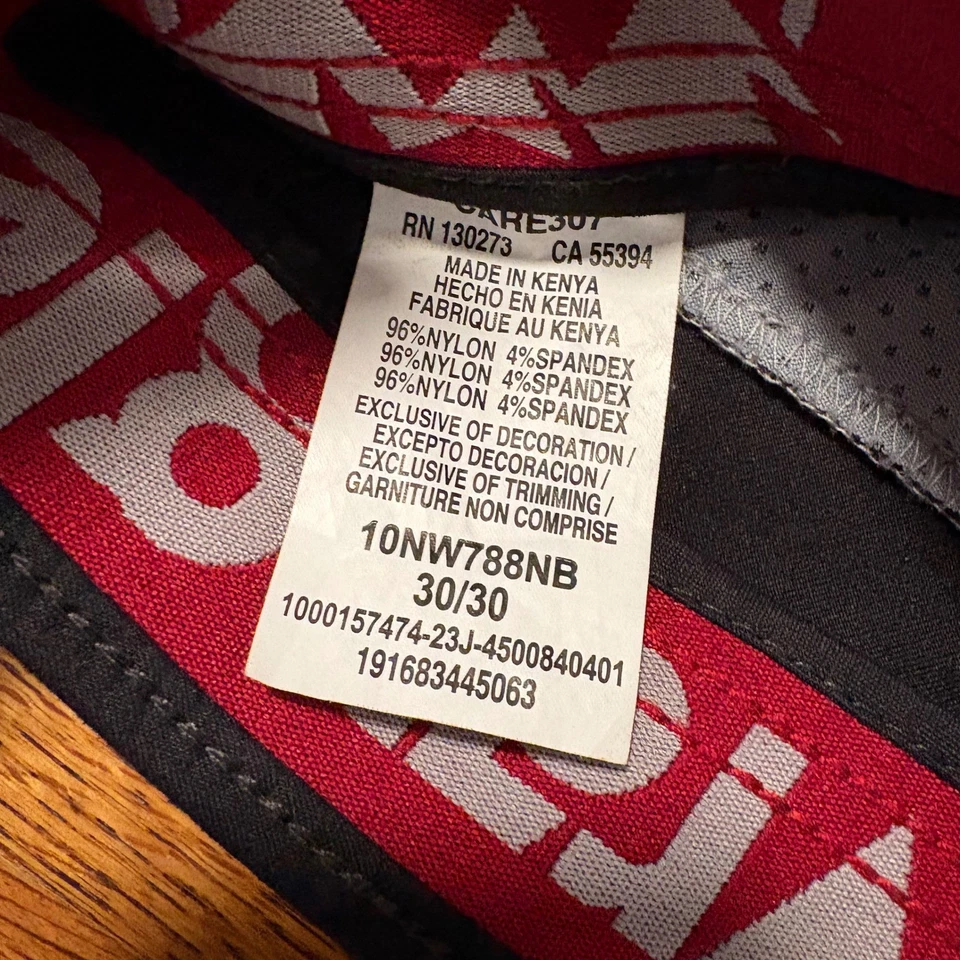 CARE307
RN 130273 CA 55394
MADE IN KENYA
HECHO EN KENIA
FABRIQUE AU KENYA
96%NYLON 4%SPANDEX
96%NYLON 4%SPANDEX
96%NYLON 4%SPANDEX
EXCLUSIVE OF DECORATION /
EXCEPTO DECORACION /
EXCLUSIVE OF TRIMMING /
GARNITURE NON COMPRISE
10NW788NB
30/30
1000157474-23J-4500840401
191683445063